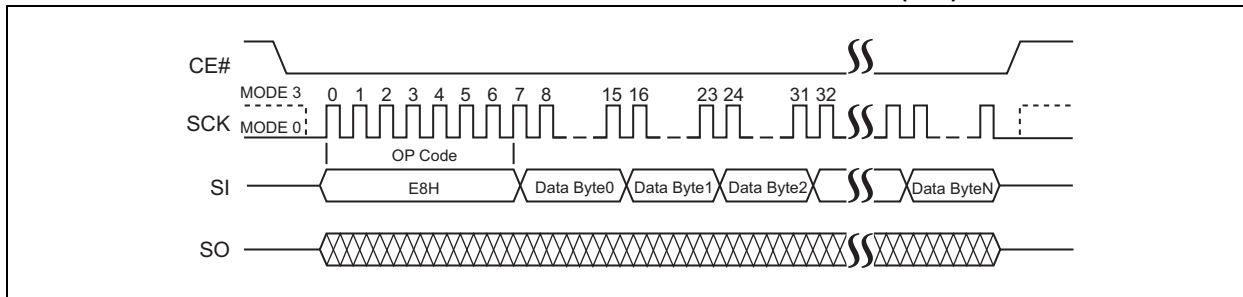 CE#
MODE 3 0 1 2 3 4 5 6 7 8 15 16 23 24 31 32
SCK MODE 0
OP Code
SI E8H Data Byte0 Data Byte1 Data Byte2 Data ByteN
SO